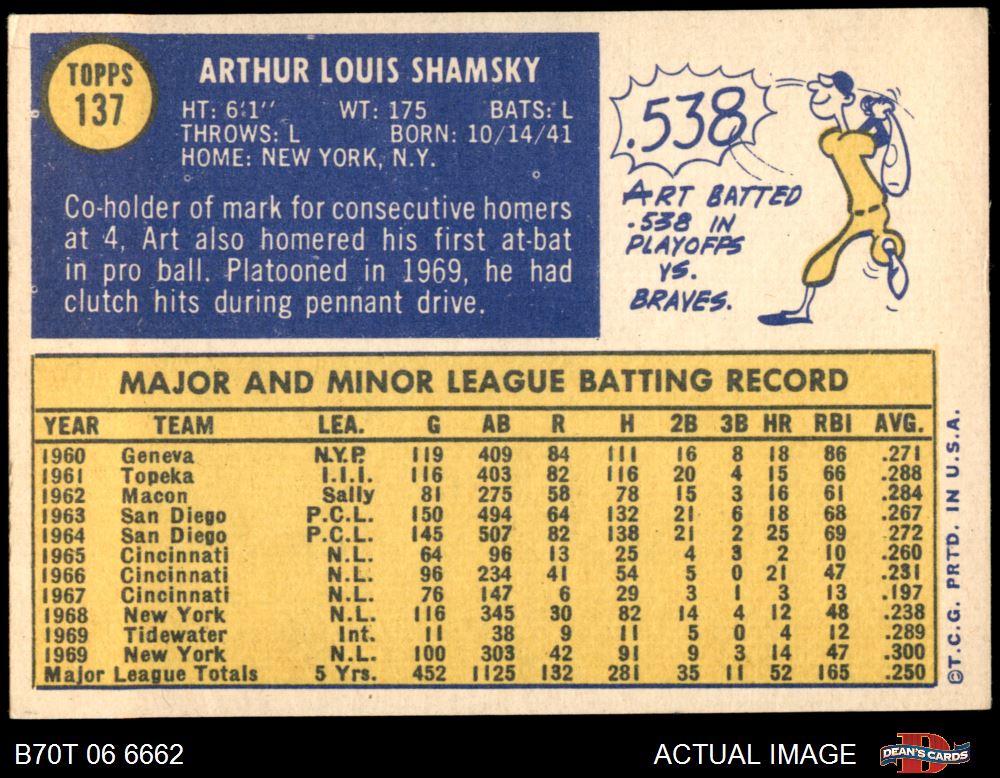 TOPPS
137
ARTHUR LOUIS SHAMSKY
HT: 6'1" WT: 175 BATS: L
THROWS: L BORN: 10/14/41
HOME: NEW YORK, N.Y.
Co-holder of mark for consecutive homers
at 4, Art also homered his first at-bat
in pro ball. Platooned in 1969, he had
clutch hits during pennant drive.
.538
ART BATTED
.538 IN
PLAYOFFS
VS.
BRAVES.
MAJOR AND MINOR LEAGUE BATTING RECORD
YEAR TEAM LEA. G AB R H 2B 3B HR RBI AVG.
1960 Geneva N.Y.P. 119 409 84 111 16 8 18 86 .271
1961 Topeka I.I.I. 116 403 82 116 20 4 15 66 .288
1962 Macon Sally 81 275 58 78 15 3 16 61 .284
1963 San Diego P.C.L. 150 494 64 132 21 6 18 68 .267
1964 San Diego P.C.L. 145 507 82 138 21 2 25 69 .272
1965 Cincinnati N.L. 64 96 13 25 4 3 2 10 .260
1966 Cincinnati N.L. 96 234 41 54 5 0 21 47 .231
1967 Cincinnati N.L. 76 147 6 29 3 1 3 13 .197
1968 New York N.L. 116 345 30 82 14 4 12 48 .238
1969 Tidewater Int. 11 38 9 11 5 0 4 12 .289
1969 New York N.L. 100 303 42 91 9 3 14 47 .300
Major League Totals 5 Yrs. 452 1125 132 281 35 11 52 165 .250
©T.C.G. PRTD. IN U.S.A.
B70T 06 6662
ACTUAL IMAGE
DEAN'S CARDS